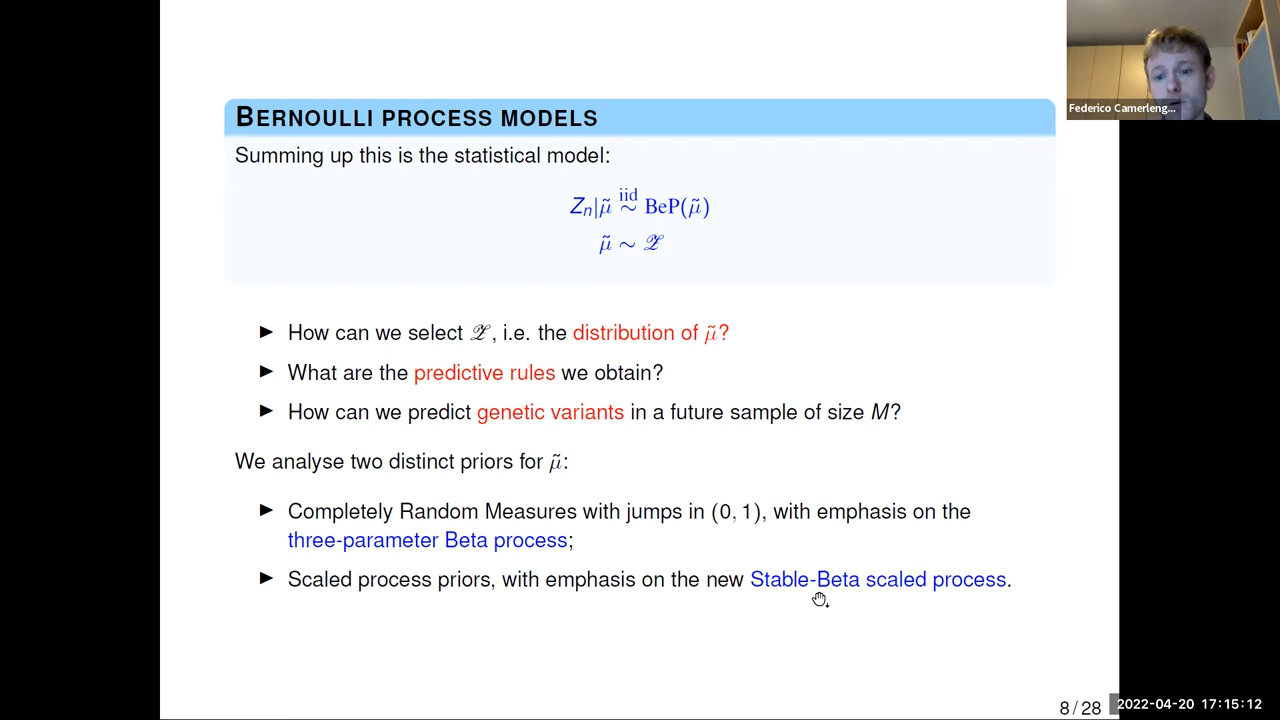 Federico Camerleng...
BERNOULLI PROCESS MODELS
Summing up this is the statistical model:
Zₙ|μ̃ iid ~ BeP(μ̃)
μ̃ ~ 𝒵
▶ How can we select 𝒵, i.e. the distribution of μ̃?
▶ What are the predictive rules we obtain?
▶ How can we predict genetic variants in a future sample of size M?
We analyse two distinct priors for μ̃:
▶ Completely Random Measures with jumps in (0, 1), with emphasis on the
three-parameter Beta process;
▶ Scaled process priors, with emphasis on the new Stable-Beta scaled process.
8 / 28
2022-04-20 17:15:12